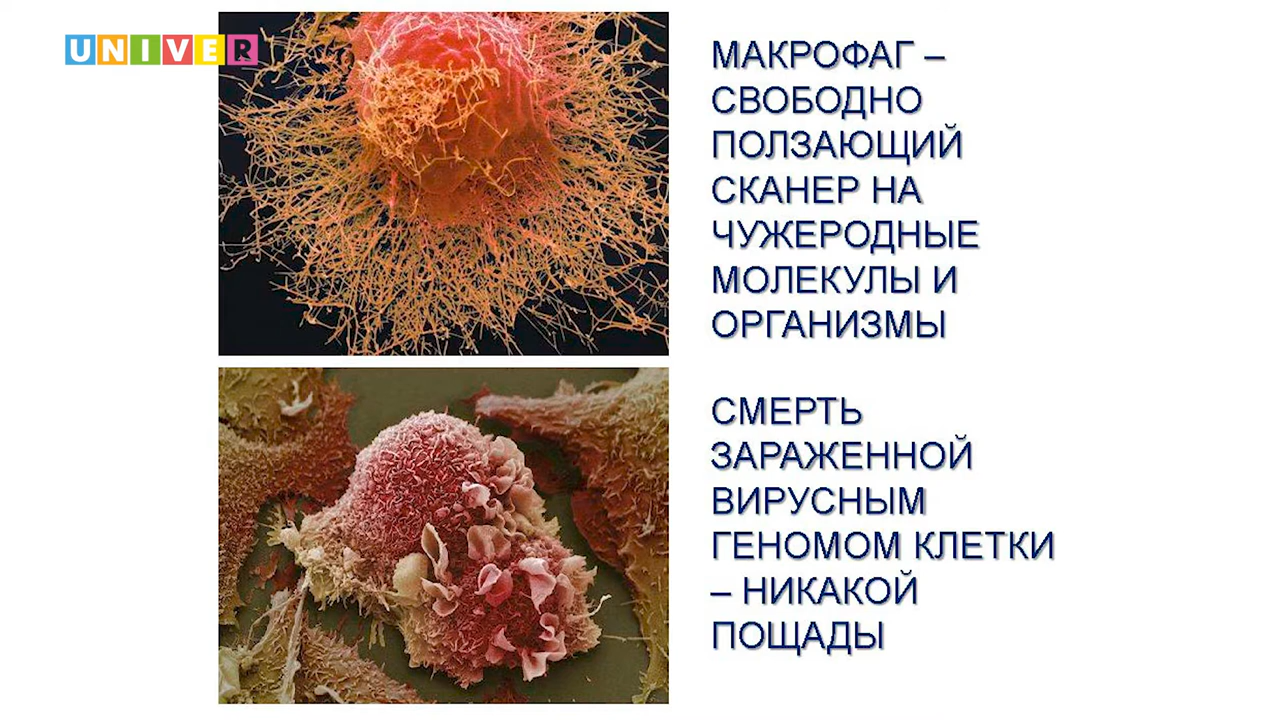 UNIVER
МАКРОФАГ –
СВОБОДНО
ПОЛЗАЮЩИЙ
СКАНЕР НА
ЧУЖЕРОДНЫЕ
МОЛЕКУЛЫ И
ОРГАНИЗМЫ
СМЕРТЬ
ЗАРАЖЕННОЙ
ВИРУСНЫМ
ГЕНОМОМ КЛЕТКИ
– НИКАКОЙ
ПОЩАДЫ